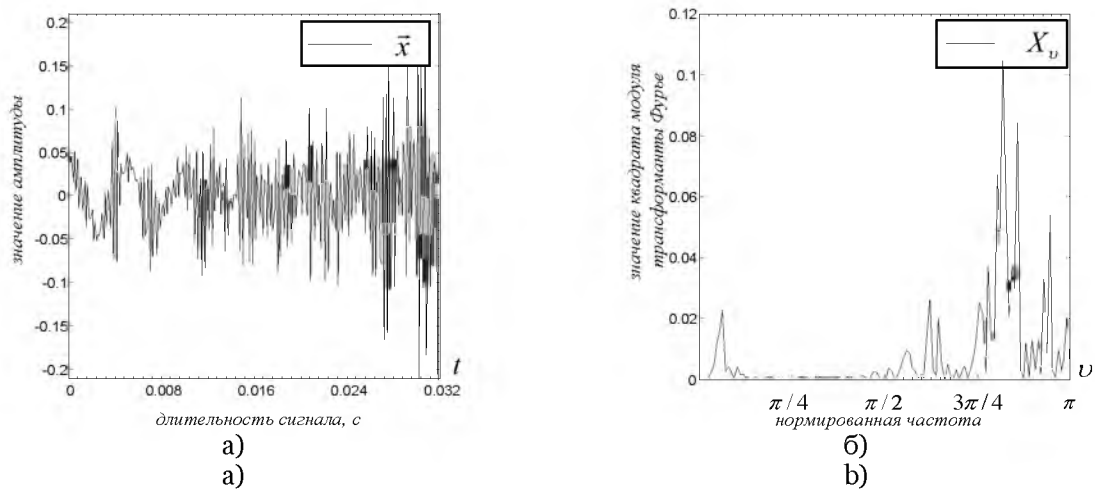 0.2
0.15
0.1
0.05
0
-0.05
-0.1
-0.15
-0.2
значение амплитуды
x⃗
t
0 0.008 0.016 0.024 0.032
длительность сигнала, с
а)
a)
0.12
0.1
0.08
0.06
0.04
0.02
0
значение квадрата модуля
трансформанты Фурье
X_υ
υ
π / 4 π / 2 3π / 4 π
нормированная частота
б)
b)